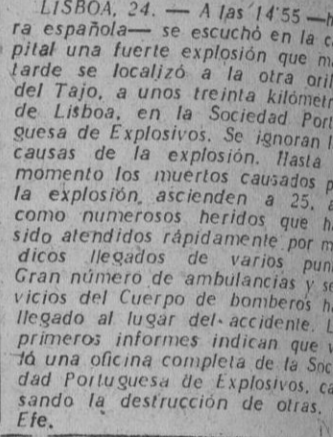 LISBOA, 24. — A las 14'55 —h
ra española— se escuchó en la c
pital una fuerte explosión que m
tarde se localizó a la otra oril
del Tajo, a unos treinta kilómet
de Lisboa, en la Sociedad Port
guesa de Explosivos. Se ignoran l
causas de la explosión. Hasta
momento los muertos causados p
la explosión, ascienden a 25, a
como numerosos heridos que h
sido atendidos rápidamente por m
dicos llegados de varios pun
Gran número de ambulancias y se
vicios del Cuerpo de bomberos h
llegado al lugar del accidente. L
primeros informes indican que v
ló una oficina completa de la Soc
dad Portuguesa de Explosivos, ca
sando la destrucción de otras.
Efe.